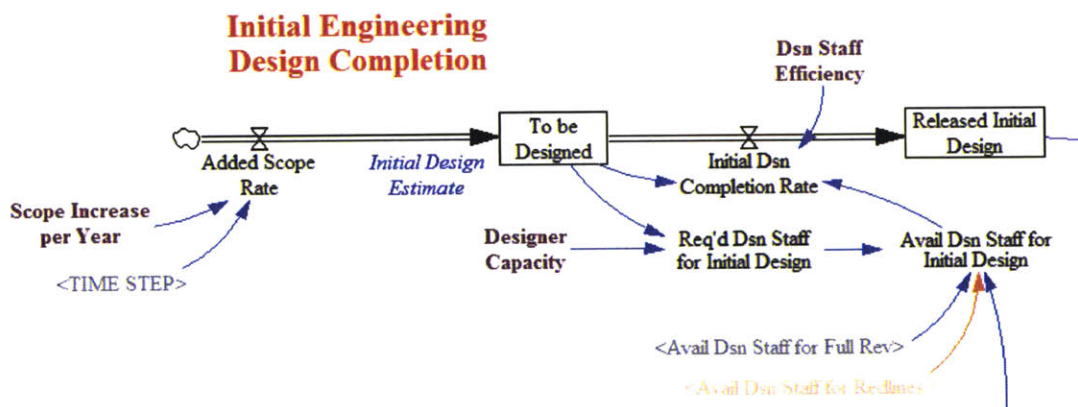 Initial Engineering
Design Completion
Dsn Staff
Efficiency
To be
Designed
Released Initial
Design
Added Scope
Rate
Initial Design
Estimate
Initial Dsn
Completion Rate
Scope Increase
per Year
Designer
Capacity
Req'd Dsn Staff
for Initial Design
Avail Dsn Staff for
Initial Design
<TIME STEP>
<Avail Dsn Staff for Full Rev>
<Avail Dsn Staff for Redlines